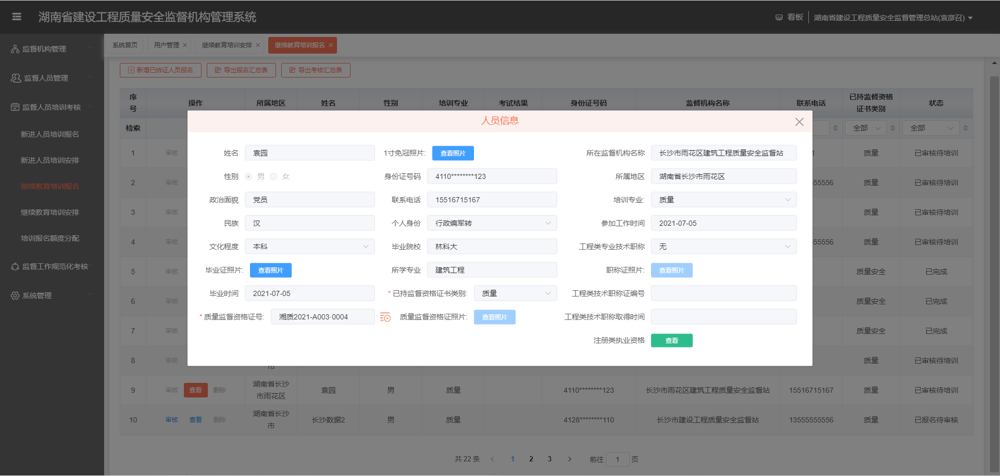 湖南省建设工程质量安全监督机构管理系统
看板
湖南省建设工程质量安全监督管理总站(袁彦召)
监督机构管理
监督人员管理
监督人员培训考核
新进人员培训报名
新进人员培训安排
继续教育培训报名
继续教育培训安排
培训报名额度分配
监督工作规范化考核
系统管理
系统首页 用户管理 × 继续教育培训安排 × 继续教育培训报名 ×
新增已持证人员报名 导出报名汇总表 导出考核汇总表
序号 操作 所属地区 姓名 性别 培训专业 考试结果 身份证号码 监督机构名称 联系电话 已持监督资格证书类别 状态
检索 全部 全部
1 审核 质量 已审核待培训
2 审核 55556 质量 已审核待培训
3 审核 质量 已审核待培训
4 审核 55556 质量 已审核待培训
5 审核 质量安全 已完成
6 审核 质量安全 已完成
7 审核 质量安全 已完成
8 审核 市 质量 已审核待培训
9 审核 查看 删除 湖南省长沙市雨花区 袁园 男 质量 4110********123 长沙市雨花区建筑工程质量安全监督站 15516715167 质量 已审核待培训
10 审核 查看 删除 湖南省长沙市 长沙数据2 男 质量 4128********110 长沙市建设工程质量安全监督站 13555555556 质量 已报名待审核
共 22 条 1 2 3 前往 1 页
人员信息
姓名 袁园 1寸免冠照片: 查看照片 所在监督机构名称 长沙市雨花区建筑工程质量安全监督站
性别 男 女 身份证号码 4110********123 所属地区 湖南省长沙市雨花区
政治面貌 党员 联系电话 15516715167 培训专业: 质量
民族 汉 个人身份 行政编军转 参加工作时间 2021-07-05
文化程度 本科 毕业院校 林科大 工程类专业技术职称 无
毕业证照片: 查看照片 所学专业 建筑工程 职称证照片: 查看照片
毕业时间 2021-07-05 * 已持监督资格证书类别: 质量 工程类技术职称证编号
* 质量监督资格证号: 湘质2021-A003·0004 质量监督资格证照片: 查看照片 工程类技术职称取得时间
注册类执业资格 查看